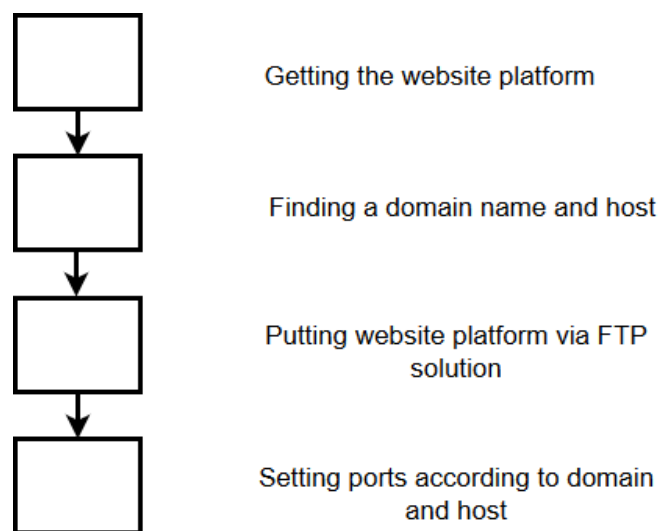 Getting the website platform
Finding a domain name and host
Putting website platform via FTP
solution
Setting ports according to domain
and host